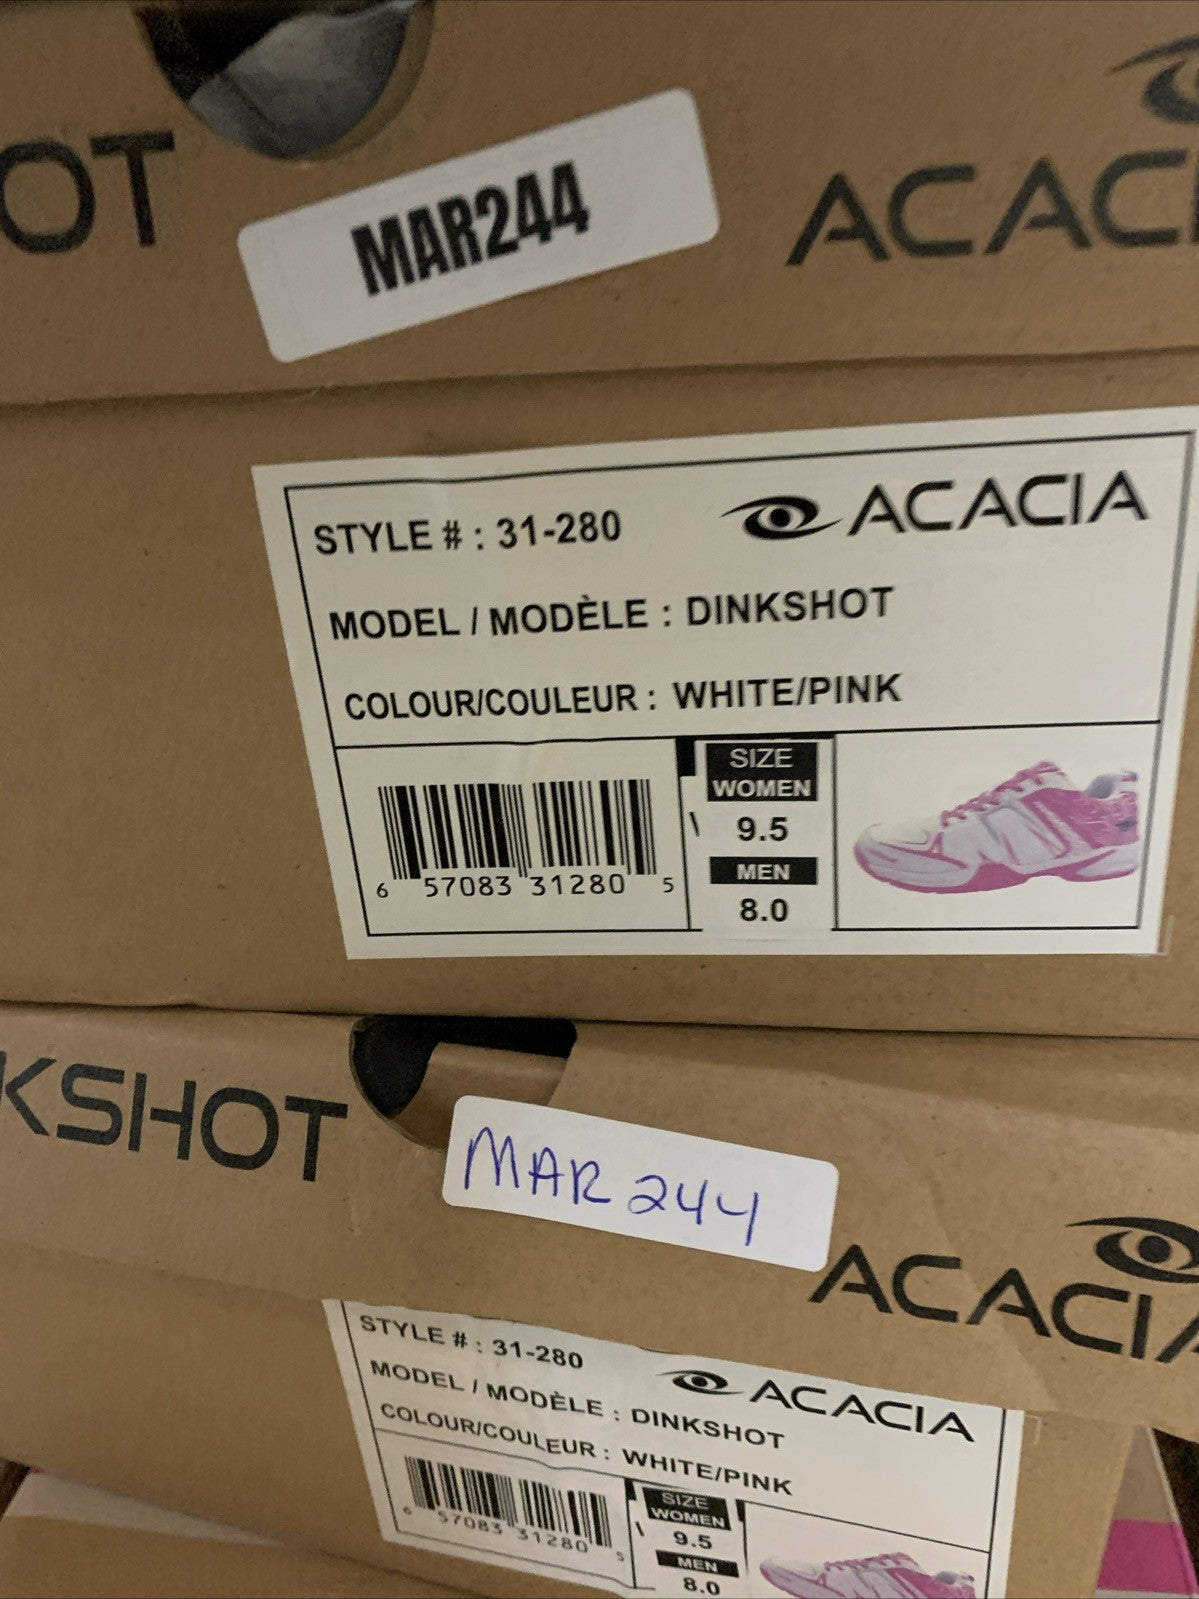 OT
MAR244
ACACI
STYLE # : 31-280
ACACIA
MODEL / MODÈLE : DINKSHOT
COLOUR/COULEUR : WHITE/PINK
SIZE
WOMEN
9.5
MEN
8.0
6 57083 31280 5
KSHOT
MAR 244
ACACIA
STYLE # : 31-280
ACACIA
MODEL / MODÈLE : DINKSHOT
COLOUR/COULEUR : WHITE/PINK
SIZE
WOMEN
9.5
MEN
8.0
6 57083 31280 5